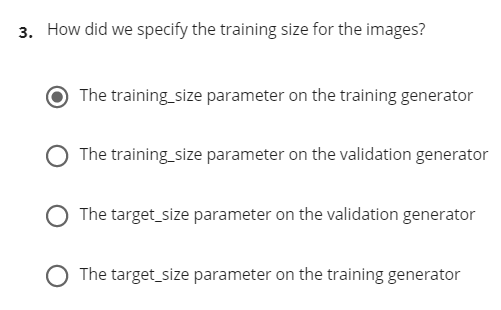 3. How did we specify the training size for the images?
The training_size parameter on the training generator
The training_size parameter on the validation generator
The target_size parameter on the validation generator
The target_size parameter on the training generator